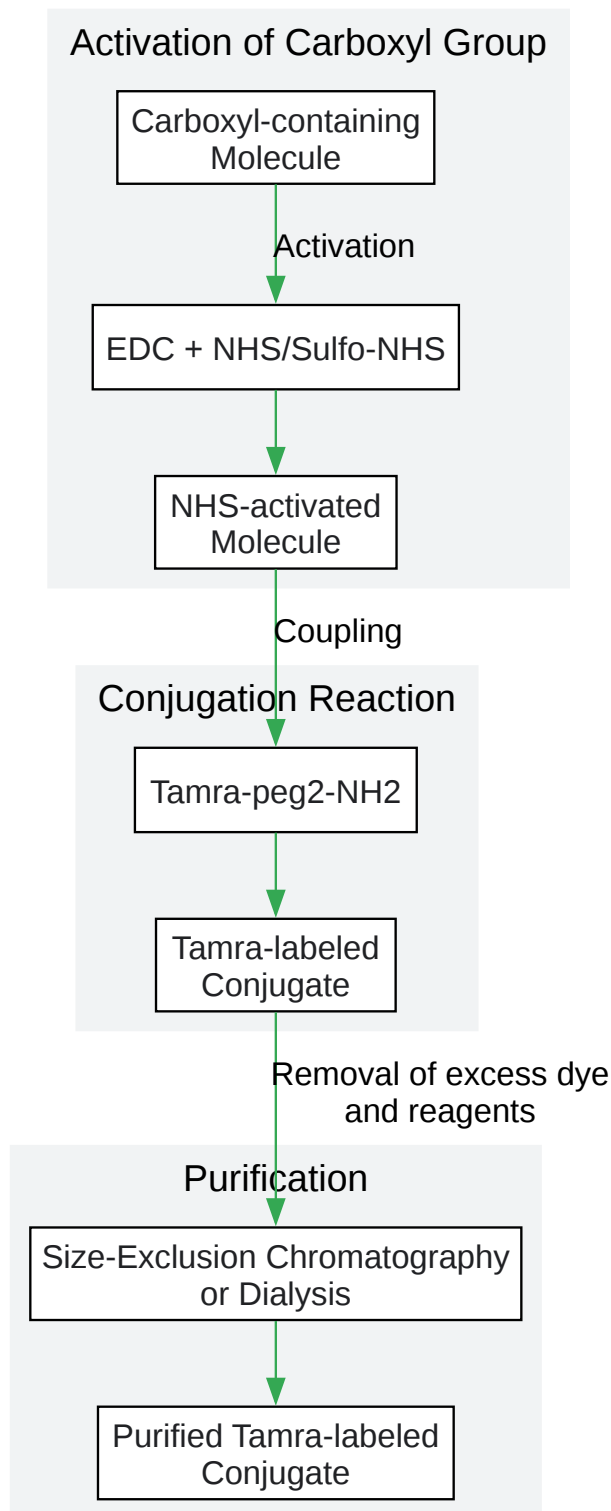 Activation of Carboxyl Group
Carboxyl-containing
Molecule
Activation
EDC + NHS/Sulfo-NHS
NHS-activated
Molecule
Coupling
Conjugation Reaction
Tamra-peg2-NH2
Tamra-labeled
Conjugate
Removal of excess dye
and reagents
Purification
Size-Exclusion Chromatography
or Dialysis
Purified Tamra-labeled
Conjugate